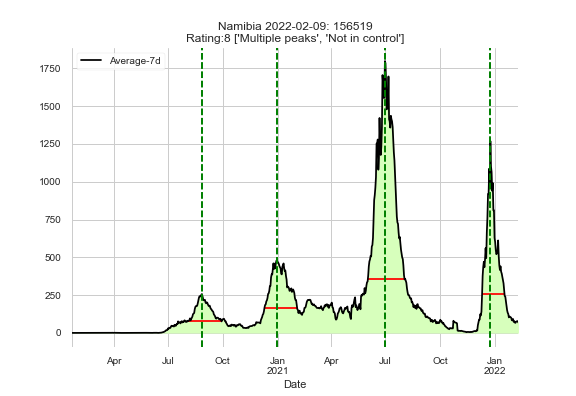 Namibia 2022-02-09: 156519
Rating:8 ['Multiple peaks', 'Not in control']
Average-7d
1750
1500
1250
1000
750
500
250
0
Apr Jul Oct Jan Apr Jul Oct Jan
2021 2022
Date